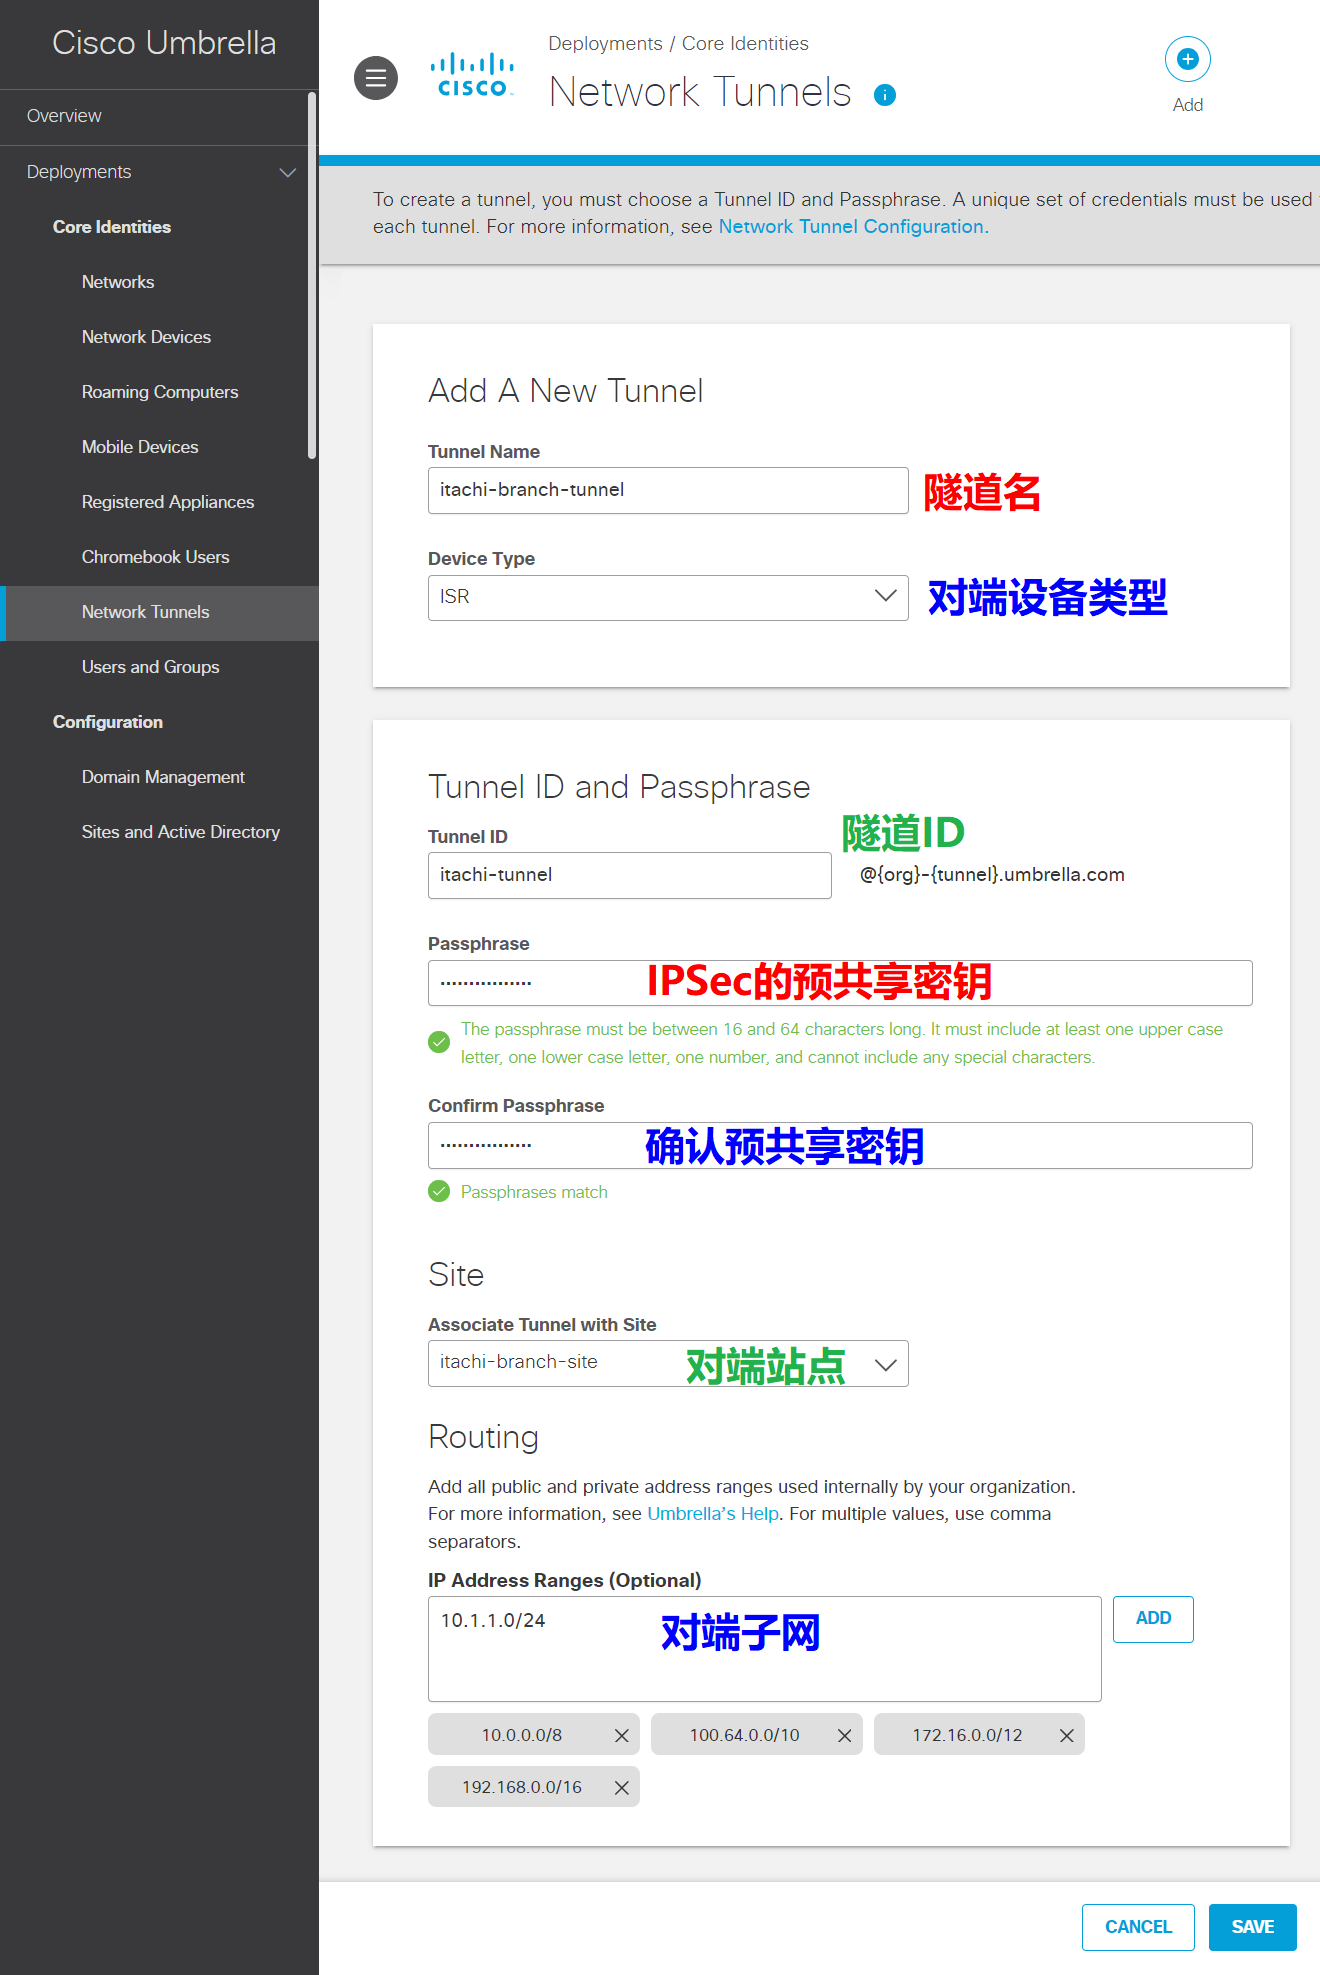 Cisco Umbrella
Overview
Deployments
Core Identities
Networks
Network Devices
Roaming Computers
Mobile Devices
Registered Appliances
Chromebook Users
Network Tunnels
Users and Groups
Configuration
Domain Management
Sites and Active Directory
CISCO
Deployments / Core Identities
Network Tunnels
Add
To create a tunnel, you must choose a Tunnel ID and Passphrase. A unique set of credentials must be used
each tunnel. For more information, see Network Tunnel Configuration.
Add A New Tunnel
Tunnel Name
itachi-branch-tunnel 隧道名
Device Type
ISR 对端设备类型
Tunnel ID and Passphrase
Tunnel ID 隧道ID
itachi-tunnel @{org}-{tunnel}.umbrella.com
Passphrase
················ IPSec的预共享密钥
The passphrase must be between 16 and 64 characters long. It must include at least one upper case
letter, one lower case letter, one number, and cannot include any special characters.
Confirm Passphrase
················ 确认预共享密钥
Passphrases match
Site
Associate Tunnel with Site
itachi-branch-site 对端站点
Routing
Add all public and private address ranges used internally by your organization.
For more information, see Umbrella's Help. For multiple values, use comma
separators.
IP Address Ranges (Optional)
10.1.1.0/24 对端子网 ADD
10.0.0.0/8 100.64.0.0/10 172.16.0.0/12
192.168.0.0/16
CANCEL SAVE